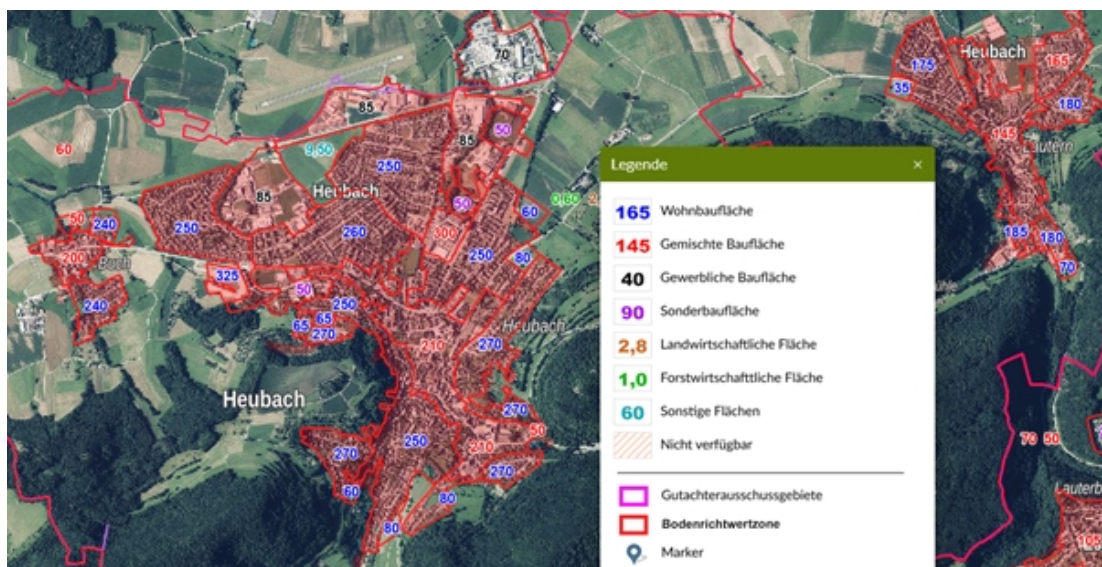 70
Heubach
175
165
35
180
85
50
60
9,50
85
250
145
Lautern
Legende
85
Heubach
50
0,60
2
165 Wohnbaufläche
60
50
240
250
260
300
250
145 Gemischte Baufläche
185
180
200
Buch
325
80
40 Gewerbliche Baufläche
70
240
50
250
90 Sonderbaufläche
65
65
270
210
Heubach
270
2,8 Landwirtschaftliche Fläche
1,0 Forstwirtschafttliche Fläche
Heubach
270
60 Sonstige Flächen
250
210
50
70 50
Nicht verfügbar
270
270
60
80
Gutachterausschussgebiete
Lauterb
80
Bodenrichtwertzone
105
Marker